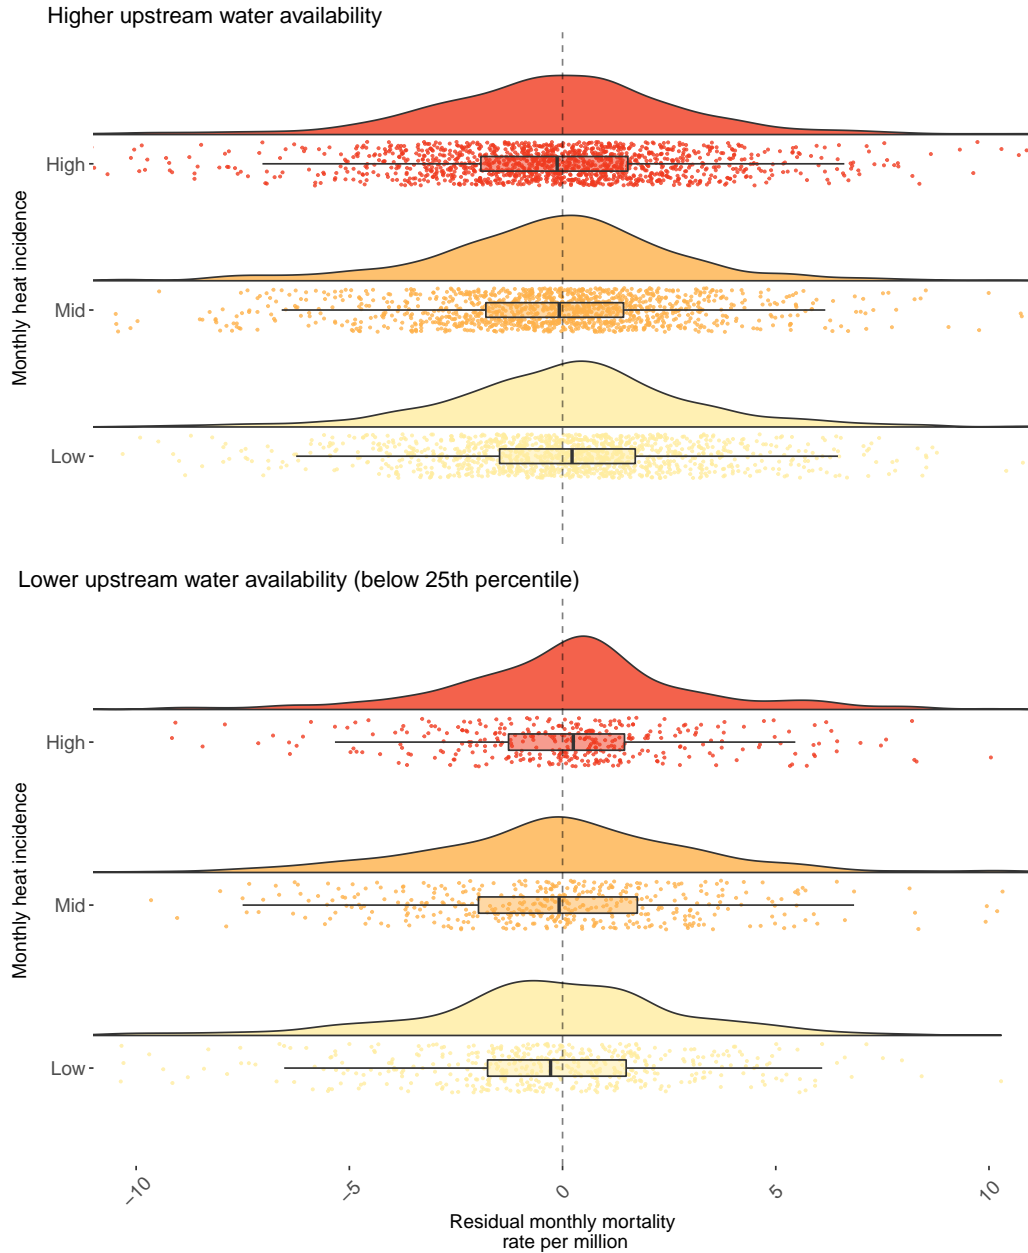 Higher upstream water availability
Monthly heat incidence
High
Mid
Low
Lower upstream water availability (below 25th percentile)
Monthly heat incidence
High
Mid
Low
−10
−5
0
5
10
Residual monthly mortality
rate per million